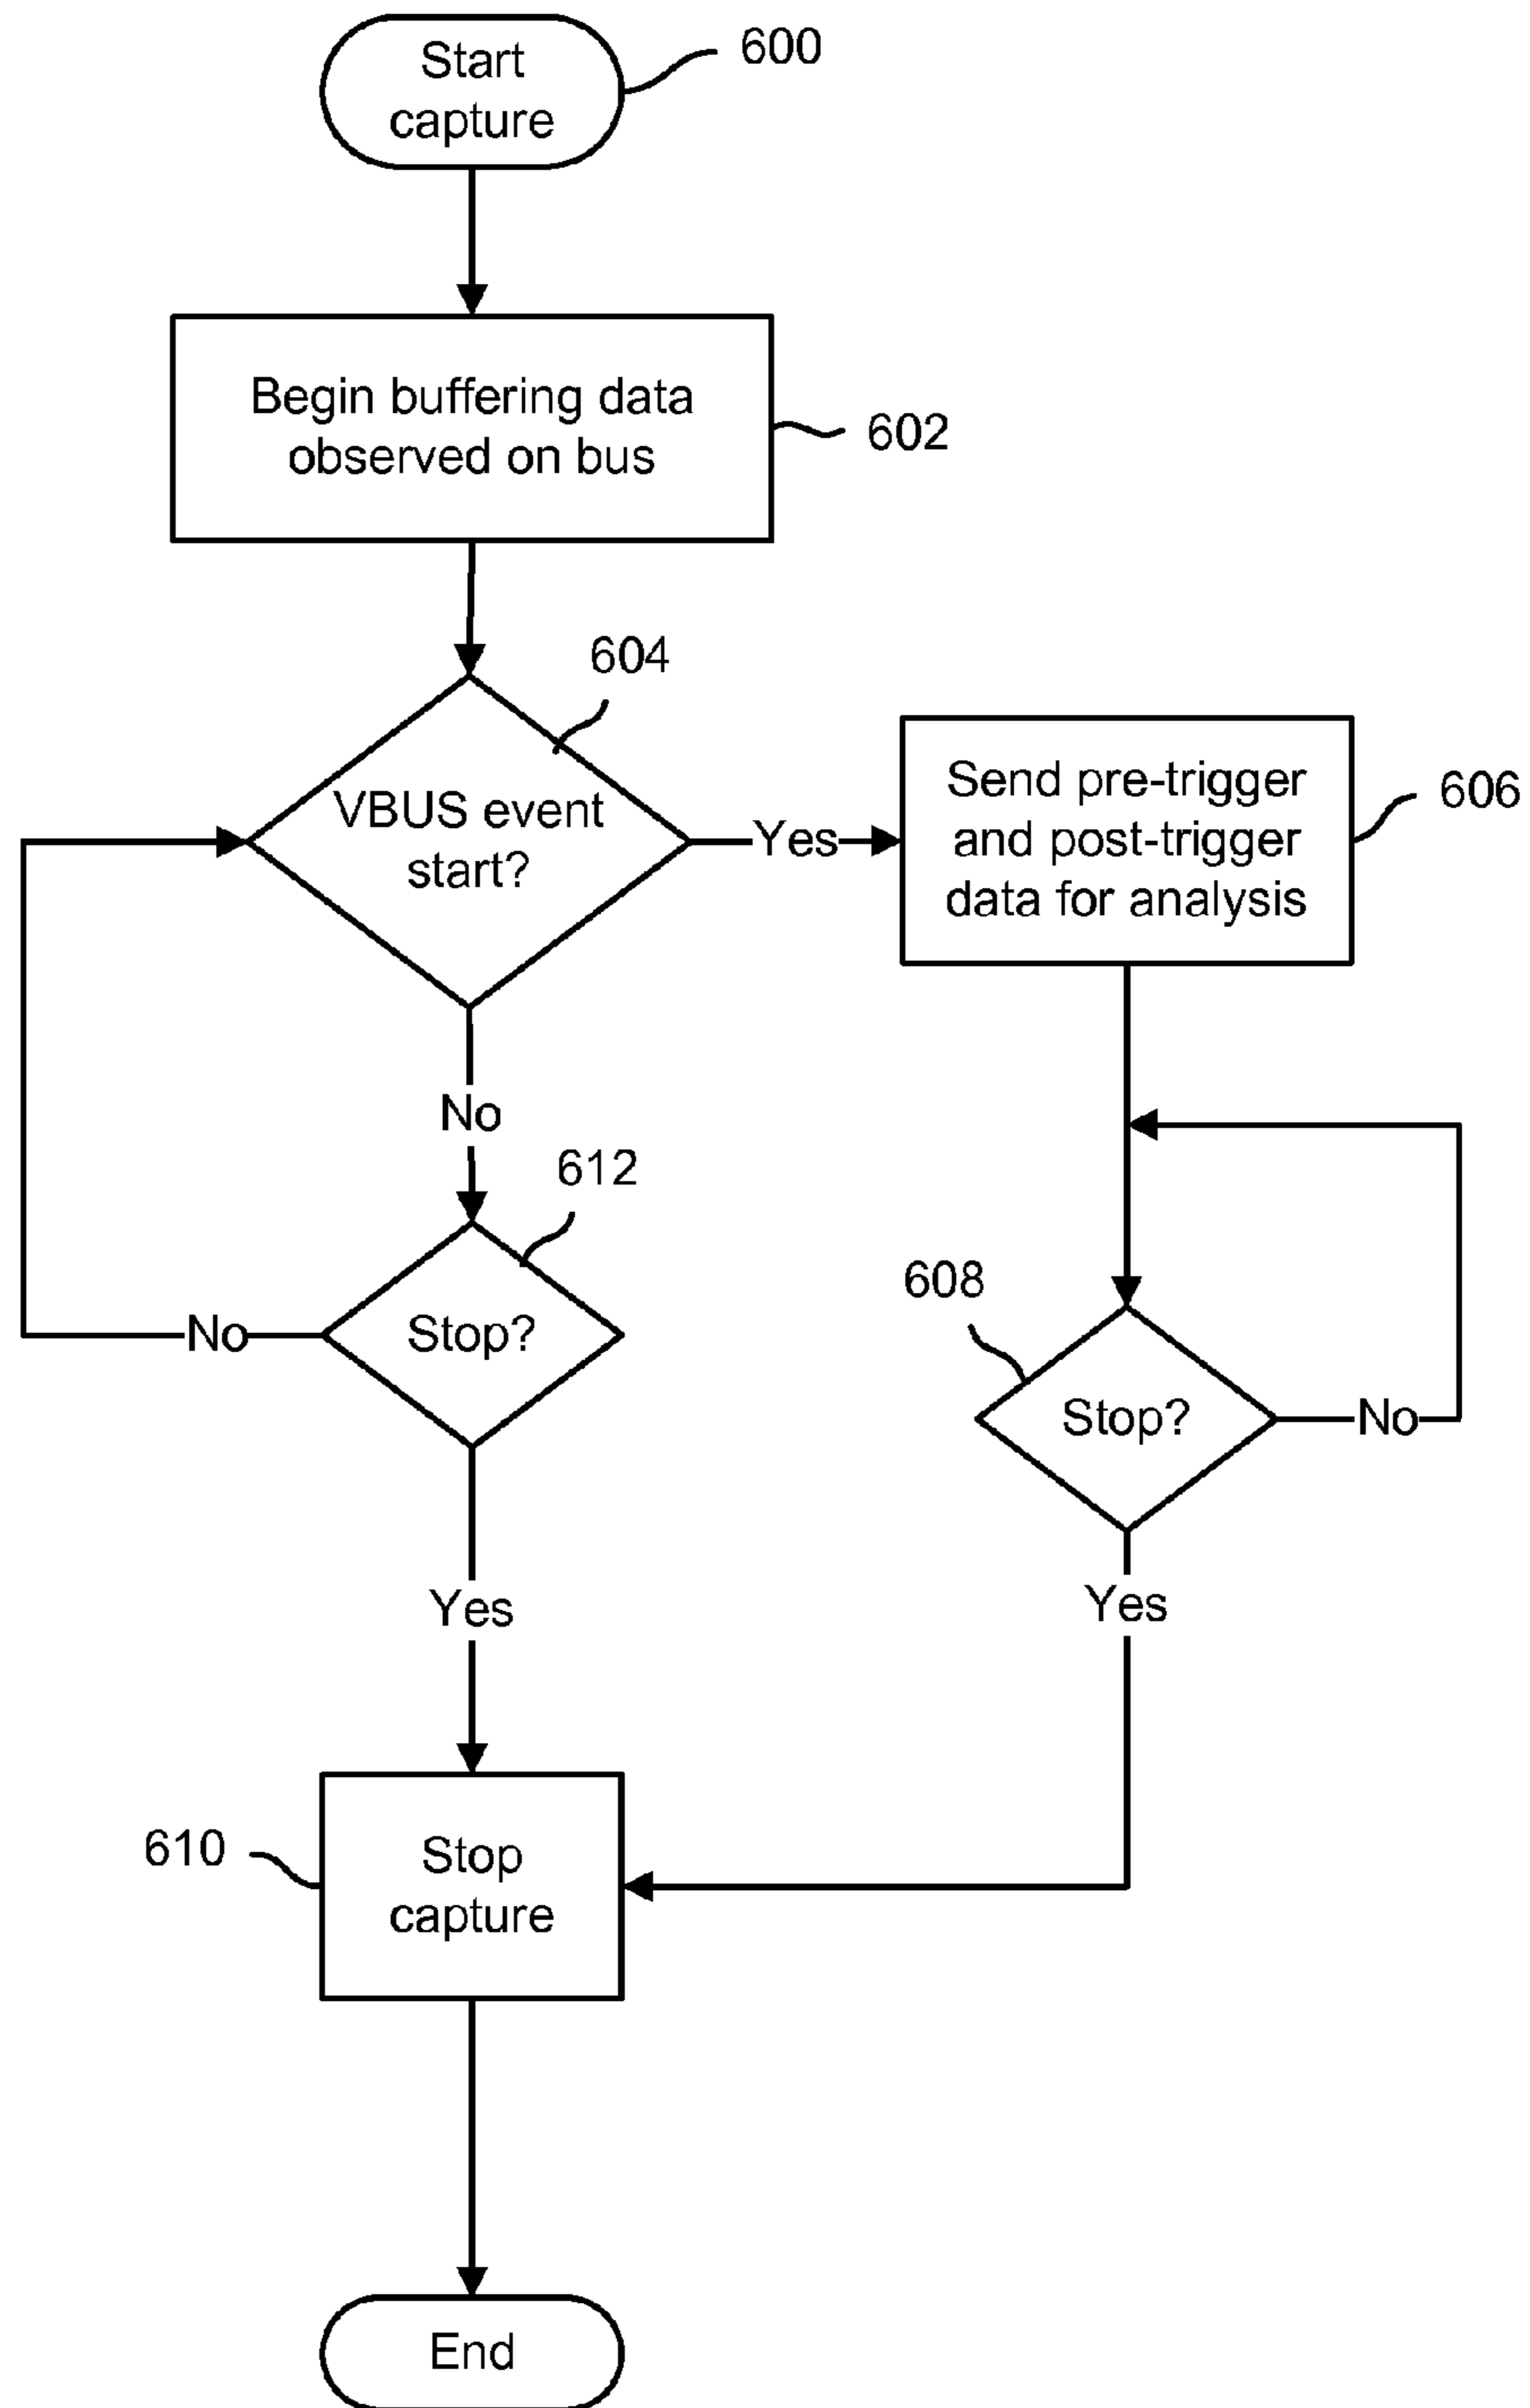 Start
capture
600
Begin buffering data
observed on bus
602
604
VBUS event
start?
Yes
Send pre-trigger
and post-trigger
data for analysis
606
No
612
Stop?
No
608
Stop?
No
Yes
Yes
610
Stop
capture
End